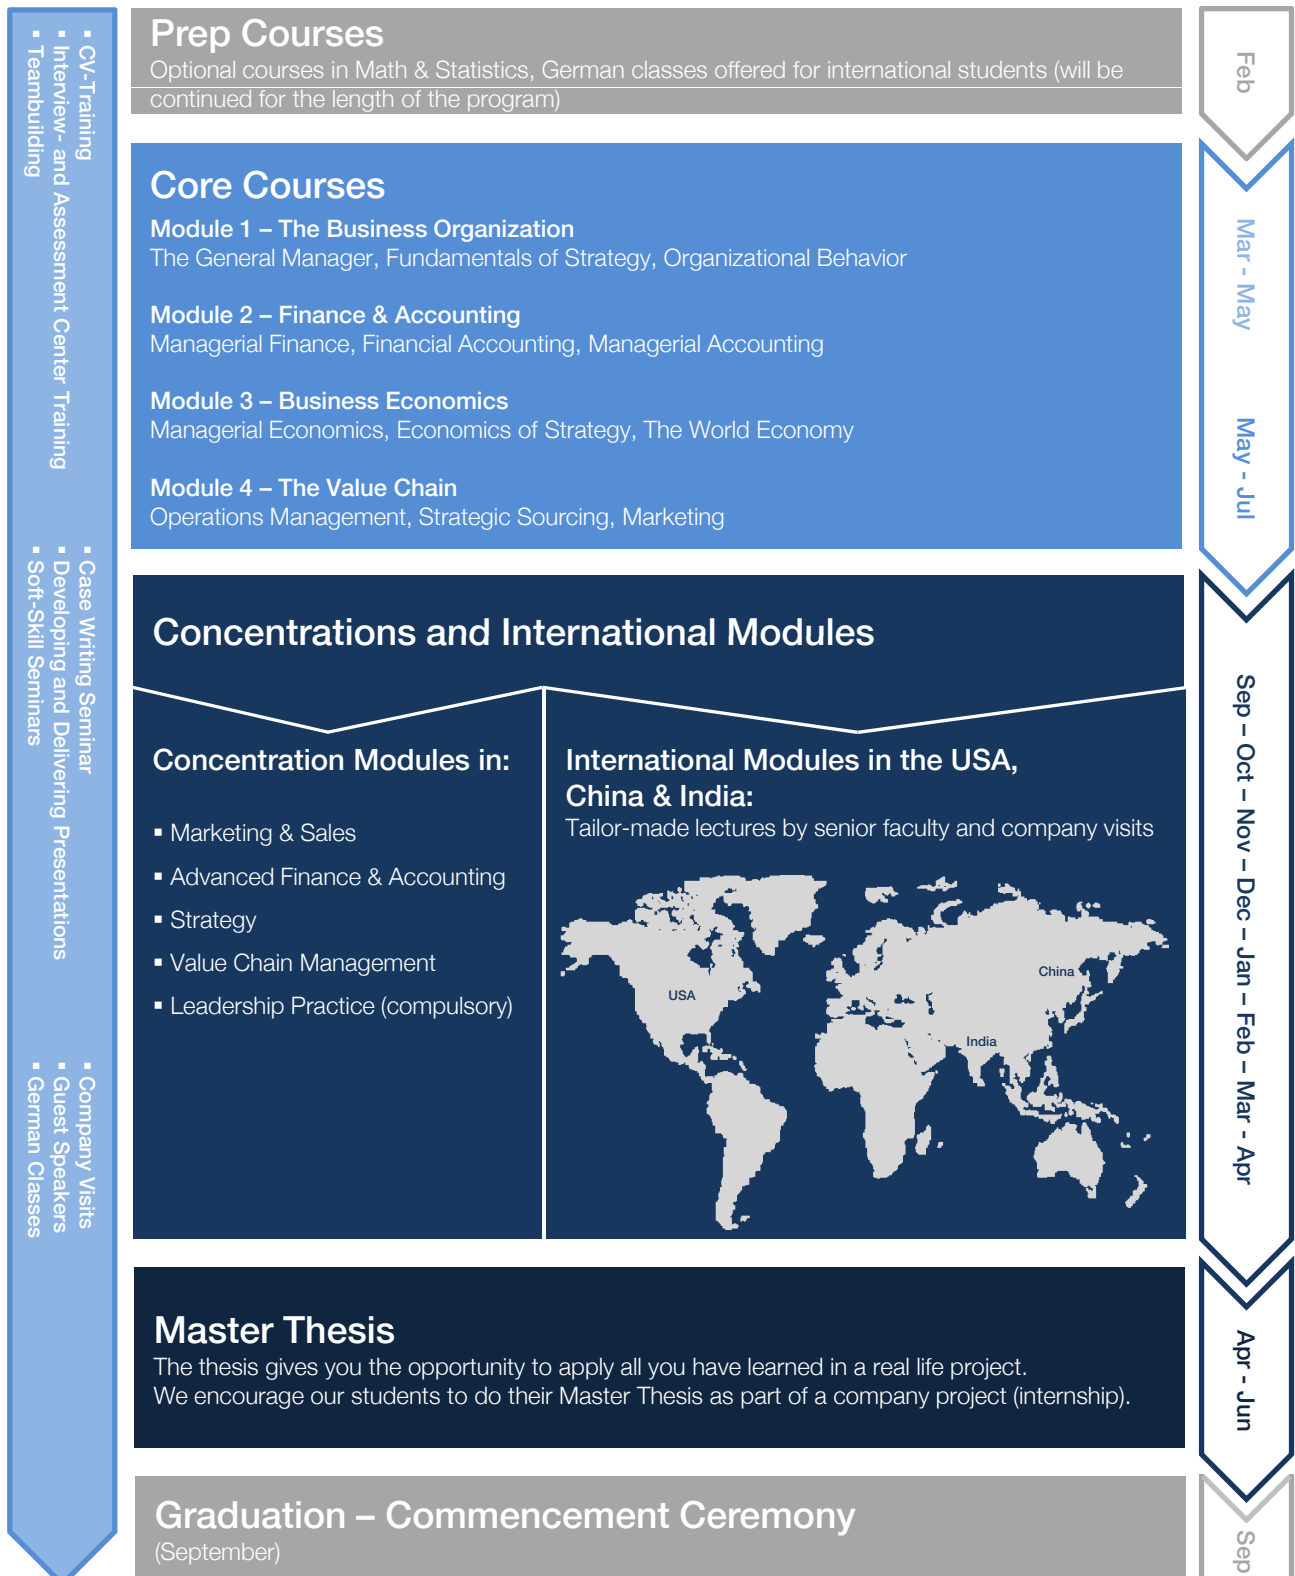 Prep Courses
Optional courses in Math & Statistics, German classes offered for international students (will be
continued for the length of the program)
Core Courses
Module 1 – The Business Organization
The General Manager, Fundamentals of Strategy, Organizational Behavior
Module 2 – Finance & Accounting
Managerial Finance, Financial Accounting, Managerial Accounting
Module 3 – Business Economics
Managerial Economics, Economics of Strategy, The World Economy
Module 4 – The Value Chain
Operations Management, Strategic Sourcing, Marketing
Concentrations and International Modules
Concentration Modules in:
▪ Marketing & Sales
▪ Advanced Finance & Accounting
▪ Strategy
▪ Value Chain Management
▪ Leadership Practice (compulsory)
International Modules in the USA,
China & India:
Tailor-made lectures by senior faculty and company visits
China
USA
India
Master Thesis
The thesis gives you the opportunity to apply all you have learned in a real life project.
We encourage our students to do their Master Thesis as part of a company project (internship).
Graduation – Commencement Ceremony
(September)
▪ CV-Training
▪ Interview- and Assessment Center Training
▪ Teambuilding
▪ Case Writing Seminar
▪ Developing and Delivering Presentations
▪ Soft-Skill Seminars
▪ Company Visits
▪ Guest Speakers
▪ German Classes
Feb
Mar - May
May - Jul
Sep – Oct – Nov – Dec – Jan – Feb – Mar - Apr
Apr - Jun
Sep